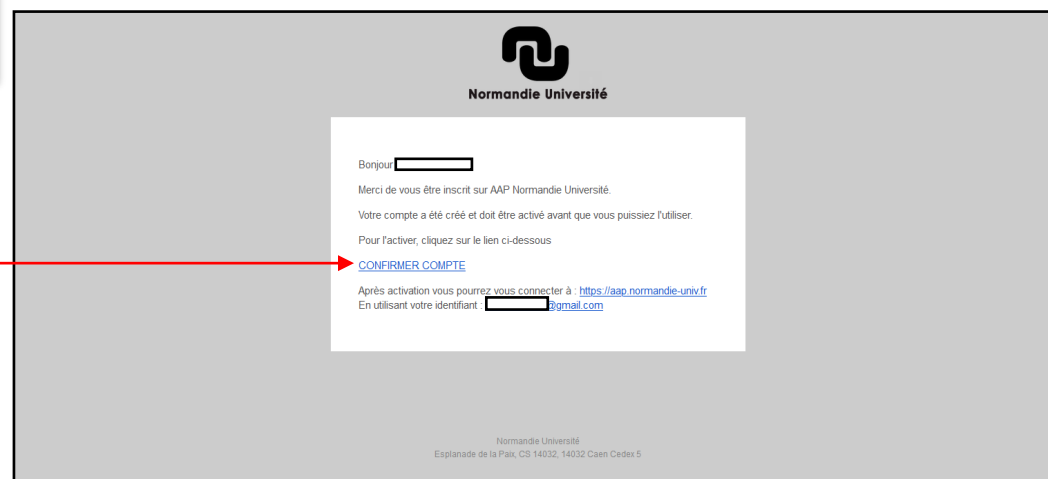 Normandie Université
Bonjour
Merci de vous être inscrit sur AAP Normandie Université.
Votre compte a été créé et doit être activé avant que vous puissiez l'utiliser.
Pour l'activer, cliquez sur le lien ci-dessous
CONFIRMER COMPTE
Après activation vous pourrez vous connecter à : https://aap.normandie-univ.fr
En utilisant votre identifiant : @gmail.com
Normandie Université
Esplanade de la Paix, CS 14032, 14032 Caen Cedex 5